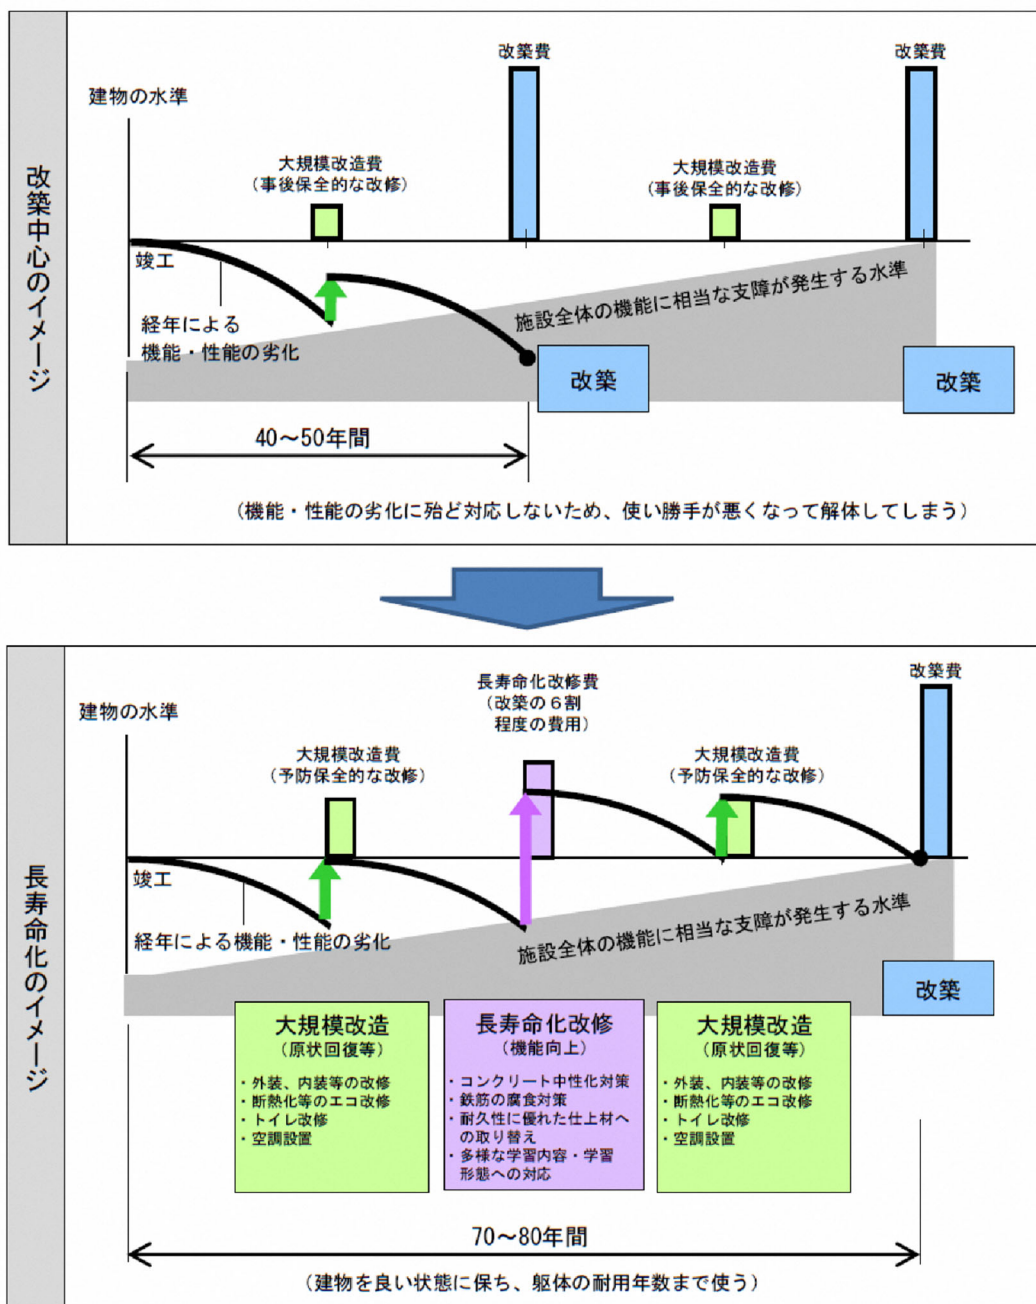 改築中心のイメージ
改築費
改築費
建物の水準
大規模改造費
（事後保全的な改修）
大規模改造費
（事後保全的な改修）
竣工
経年による
機能・性能の劣化
施設全体の機能に相当な支障が発生する水準
改築
改築
40～50年間
（機能・性能の劣化に殆ど対応しないため、使い勝手が悪くなって解体してしまう）
長寿命化のイメージ
改築費
長寿命化改修費
（改築の６割
程度の費用）
建物の水準
大規模改造費
（予防保全的な改修）
大規模改造費
（予防保全的な改修）
竣工
経年による機能・性能の劣化
施設全体の機能に相当な支障が発生する水準
改築
大規模改造
（原状回復等）
・外装、内装等の改修
・断熱化等のエコ改修
・トイレ改修
・空調設置
長寿命化改修
（機能向上）
・コンクリート中性化対策
・鉄筋の腐食対策
・耐久性に優れた仕上材へ
の取り替え
・多様な学習内容・学習
形態への対応
大規模改造
（原状回復等）
・外装、内装等の改修
・断熱化等のエコ改修
・トイレ改修
・空調設置
70～80年間
（建物を良い状態に保ち、躯体の耐用年数まで使う）